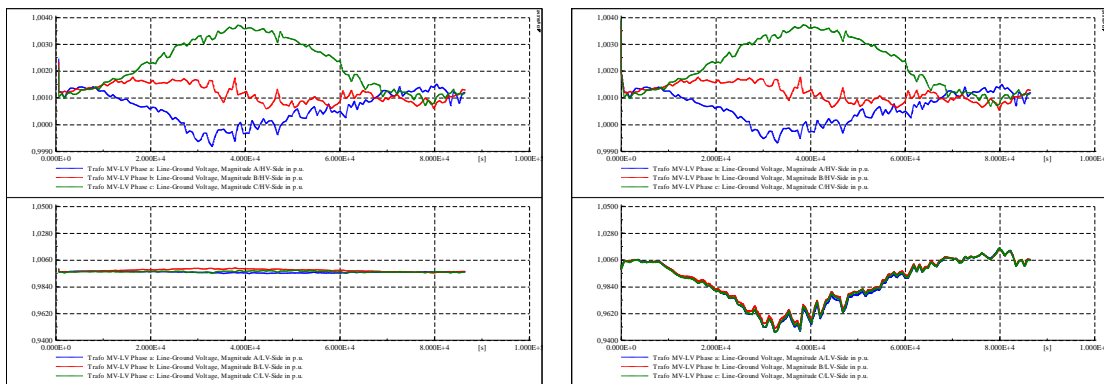 1,0040
1,0030
1,0020
1,0010
1,0000
0,9990
0.000E+0 2.000E+4 4.000E+4 6.000E+4 8.000E+4 [s]
Trafo MV-LV Phase a: Line-Ground Voltage, Magnitude A/HV-Side in p.u.
Trafo MV-LV Phase b: Line-Ground Voltage, Magnitude B/HV-Side in p.u.
Trafo MV-LV Phase c: Line-Ground Voltage, Magnitude C/HV-Side in p.u.
1,0500
1,0280
1,0060
0,9840
0,9620
0,9400
0.000E+0 2.000E+4 4.000E+4 6.000E+4 8.000E+4 [s] 1.000E+
Trafo MV-LV Phase a: Line-Ground Voltage, Magnitude A/LV-Side in p.u.
Trafo MV-LV Phase b: Line-Ground Voltage, Magnitude B/LV-Side in p.u.
Trafo MV-LV Phase c: Line-Ground Voltage, Magnitude C/LV-Side in p.u.
1,0040
1,0030
1,0020
1,0010
1,0000
0,9990
0.000E+0 2.000E+4 4.000E+4 6.000E+4 8.000E+4 [s] 1.000E+
Trafo MV-LV Phase a: Line-Ground Voltage, Magnitude A/HV-Side in p.u.
Trafo MV-LV Phase b: Line-Ground Voltage, Magnitude B/HV-Side in p.u.
Trafo MV-LV Phase c: Line-Ground Voltage, Magnitude C/HV-Side in p.u.
1,0500
1,0280
1,0060
0,9840
0,9620
0,9400
0.000E+0 2.000E+4 4.000E+4 6.000E+4 8.000E+4 [s] 1.000E+
Trafo MV-LV Phase a: Line-Ground Voltage, Magnitude A/LV-Side in p.u.
Trafo MV-LV Phase b: Line-Ground Voltage, Magnitude B/LV-Side in p.u.
Trafo MV-LV Phase c: Line-Ground Voltage, Magnitude C/LV-Side in p.u.